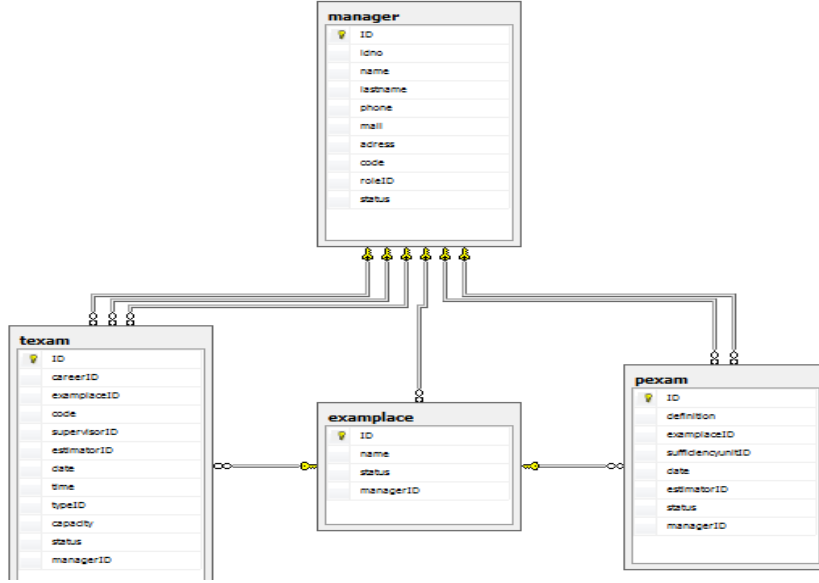 manager
ID
idno
name
lastname
phone
mail
adress
code
roleID
status
texam
ID
careerID
examplaceID
code
supervisorID
estimatorID
date
time
typeID
capacity
status
managerID
examplace
ID
name
status
managerID
pexam
ID
definition
examplaceID
sufficiencyunitID
date
estimatorID
status
managerID